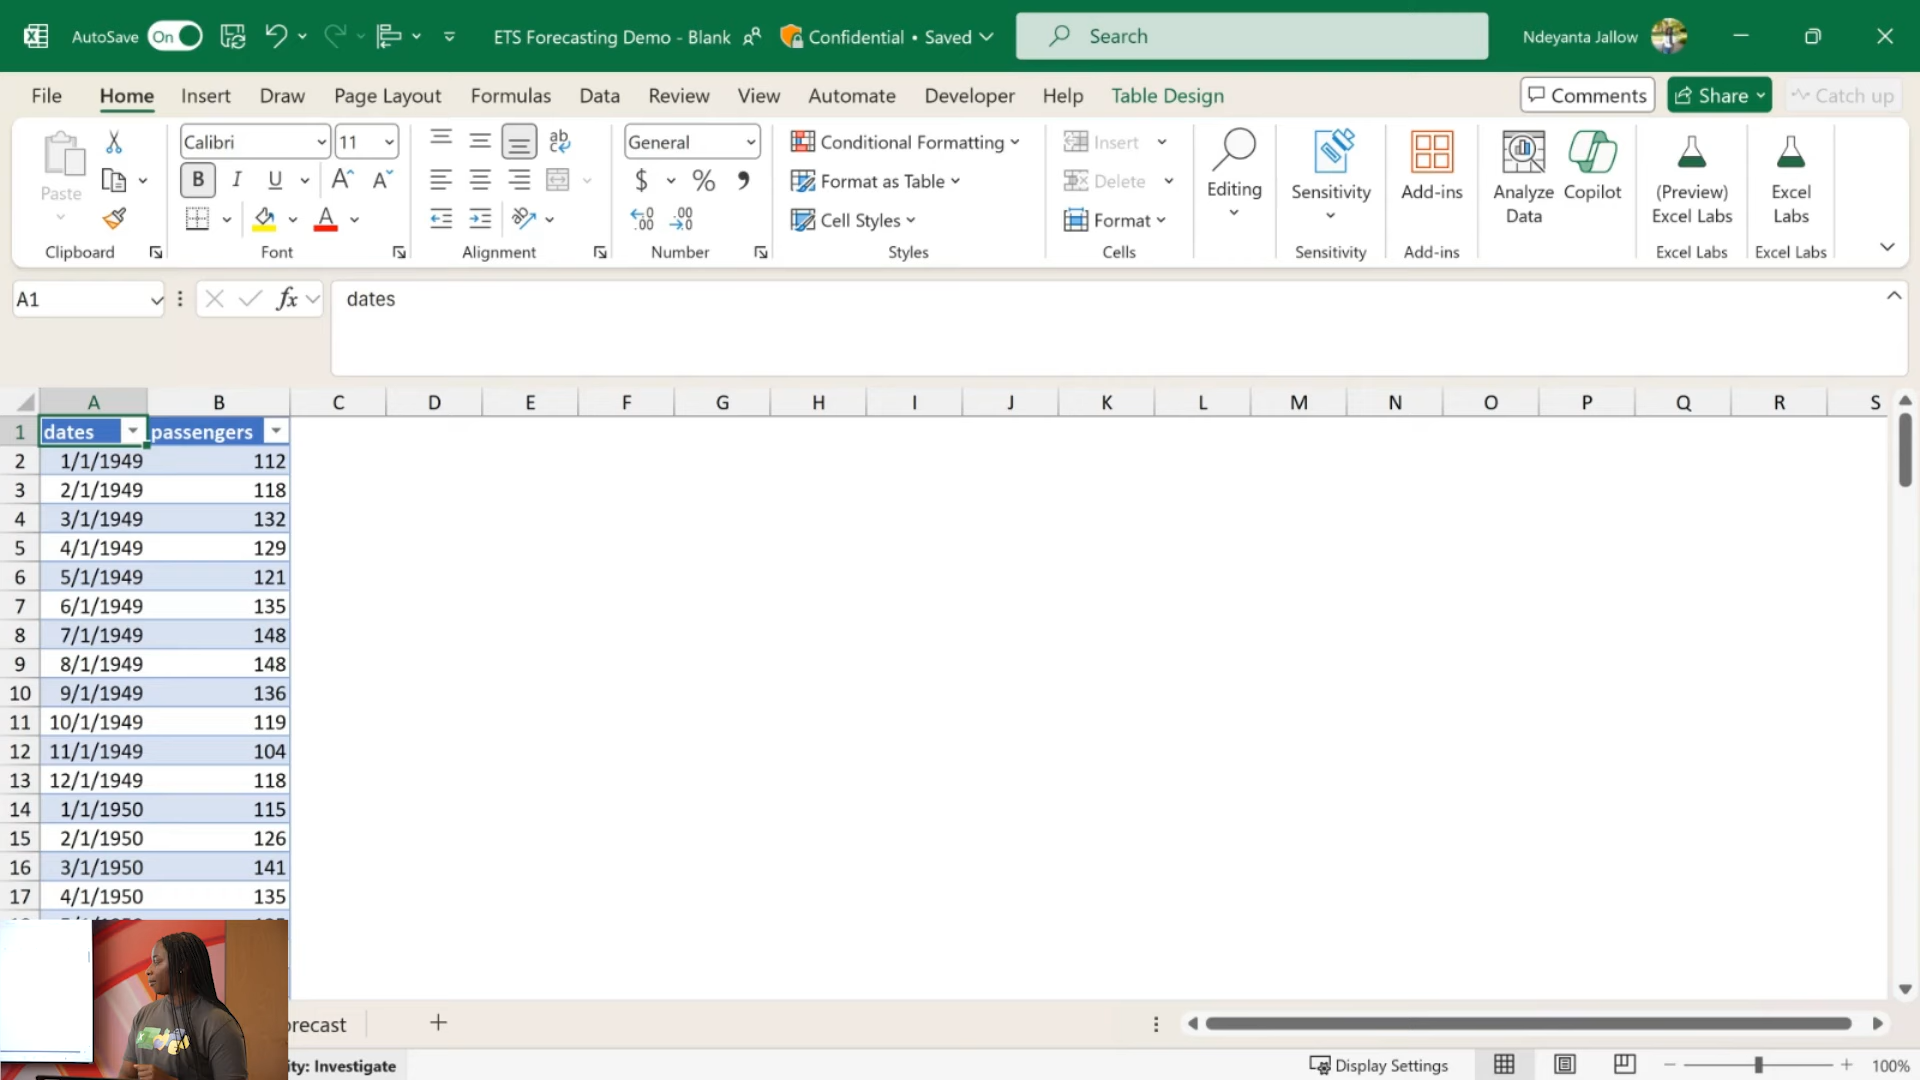 AutoSave On ETS Forecasting Demo - Blank Confidential • Saved Search Ndeyanta Jallow
File Home Insert Draw Page Layout Formulas Data Review View Automate Developer Help Table Design Comments Share Catch up
Paste Calibri 11 B I U A A General $ % Conditional Formatting Format as Table Cell Styles Insert Delete Format Editing Sensitivity Add-ins Analyze Data Copilot (Preview) Excel Labs Excel Labs
Clipboard Font Alignment Number Styles Cells Sensitivity Add-ins Excel Labs Excel Labs
A1 fx dates
A B C D E F G H I J K L M N O P Q R S
1 dates passengers
2 1/1/1949 112
3 2/1/1949 118
4 3/1/1949 132
5 4/1/1949 129
6 5/1/1949 121
7 6/1/1949 135
8 7/1/1949 148
9 8/1/1949 148
10 9/1/1949 136
11 10/1/1949 119
12 11/1/1949 104
13 12/1/1949 118
14 1/1/1950 115
15 2/1/1950 126
16 3/1/1950 141
17 4/1/1950 135
orecast
ity: Investigate Display Settings 100%